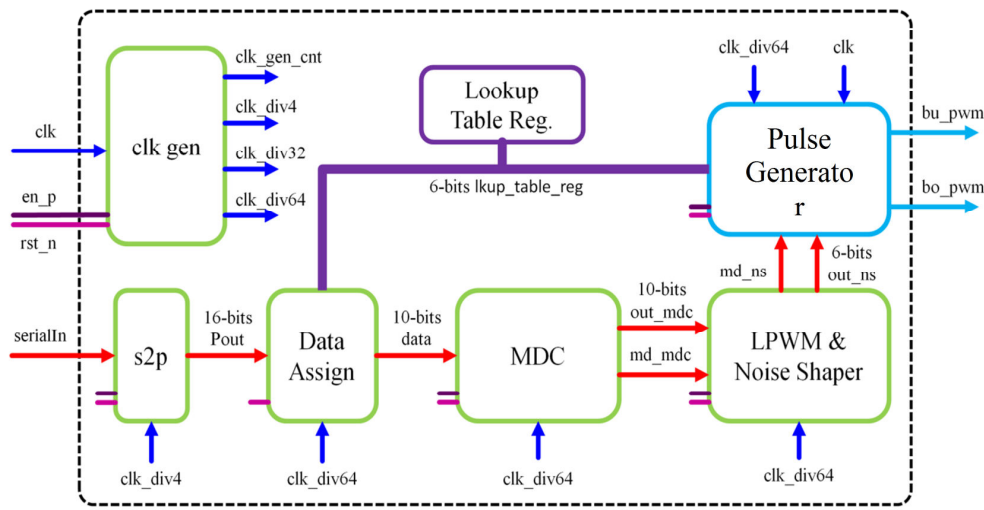 clk_gen_cnt
clk_div4
clk_div32
clk_div64
clk
en_p
rst_n
clk gen
Lookup
Table Reg.
6-bits lkup_table_reg
clk_div64
clk
Pulse
Generato
r
bu_pwm
bo_pwm
md_ns
6-bits
out_ns
serialIn
s2p
16-bits
Pout
Data
Assign
10-bits
data
MDC
10-bits
out_mdc
md_mdc
LPWM &
Noise Shaper
clk_div4
clk_div64
clk_div64
clk_div64